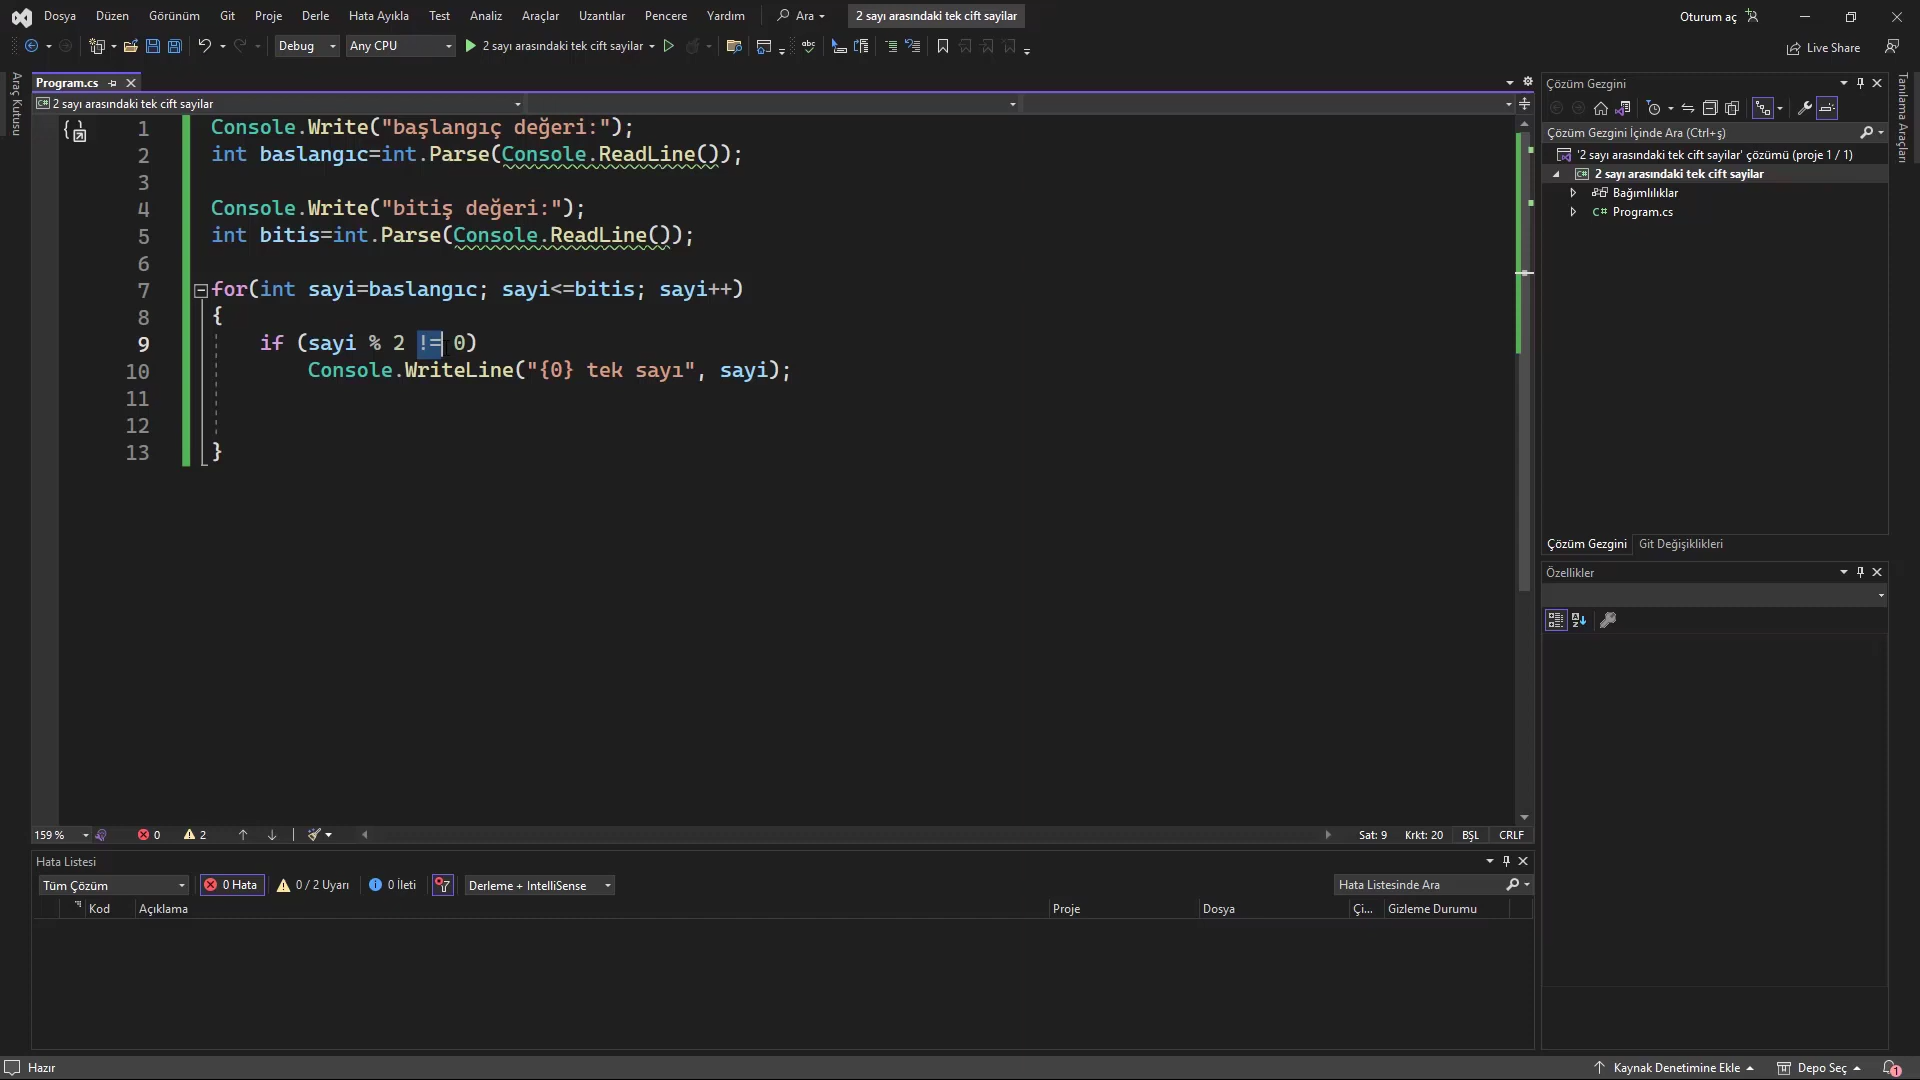 Dosya Düzen Görünüm Git Proje Derle Hata Ayıkla Test Analiz Araçlar Uzantılar Pencere Yardım Ara 2 sayı arasındaki tek cift sayilar Oturum aç
Debug Any CPU 2 sayı arasındaki tek cift sayilar Live Share
Araç Kutusu
Program.cs
2 sayı arasındaki tek cift sayilar
1 Console.Write("başlangıç değeri:");
2 int baslangıc=int.Parse(Console.ReadLine());
3
4 Console.Write("bitiş değeri:");
5 int bitis=int.Parse(Console.ReadLine());
6
7 for(int sayi=baslangıc; sayi<=bitis; sayi++)
8 {
9 if (sayi % 2 != 0)
10 Console.WriteLine("{0} tek sayı", sayi);
11
12
13 }
159 % 0 2 Sat: 9 Krkt: 20 BŞL CRLF
Hata Listesi
Tüm Çözüm 0 Hata 0 / 2 Uyarı 0 İleti Derleme + IntelliSense Hata Listesinde Ara
Kod Açıklama Proje Dosya Çi... Gizleme Durumu
Çözüm Gezgini
Çözüm Gezgini İçinde Ara (Ctrl+ş)
'2 sayı arasındaki tek cift sayilar' çözümü (proje 1 / 1)
2 sayı arasındaki tek cift sayilar
Bağımlılıklar
C# Program.cs
Çözüm Gezgini Git Değişiklikleri
Özellikler
Tanılama Araçları
Hazır Kaynak Denetimine Ekle Depo Seç 1